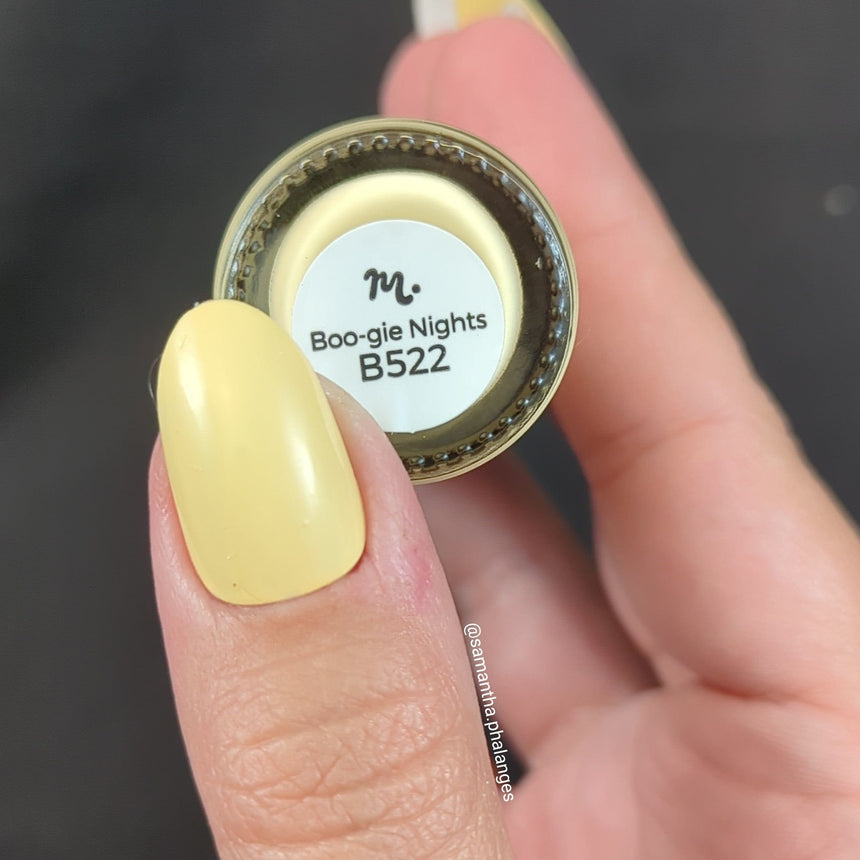 m.
Boo-gie Nights
B522
@samantha.phalanges